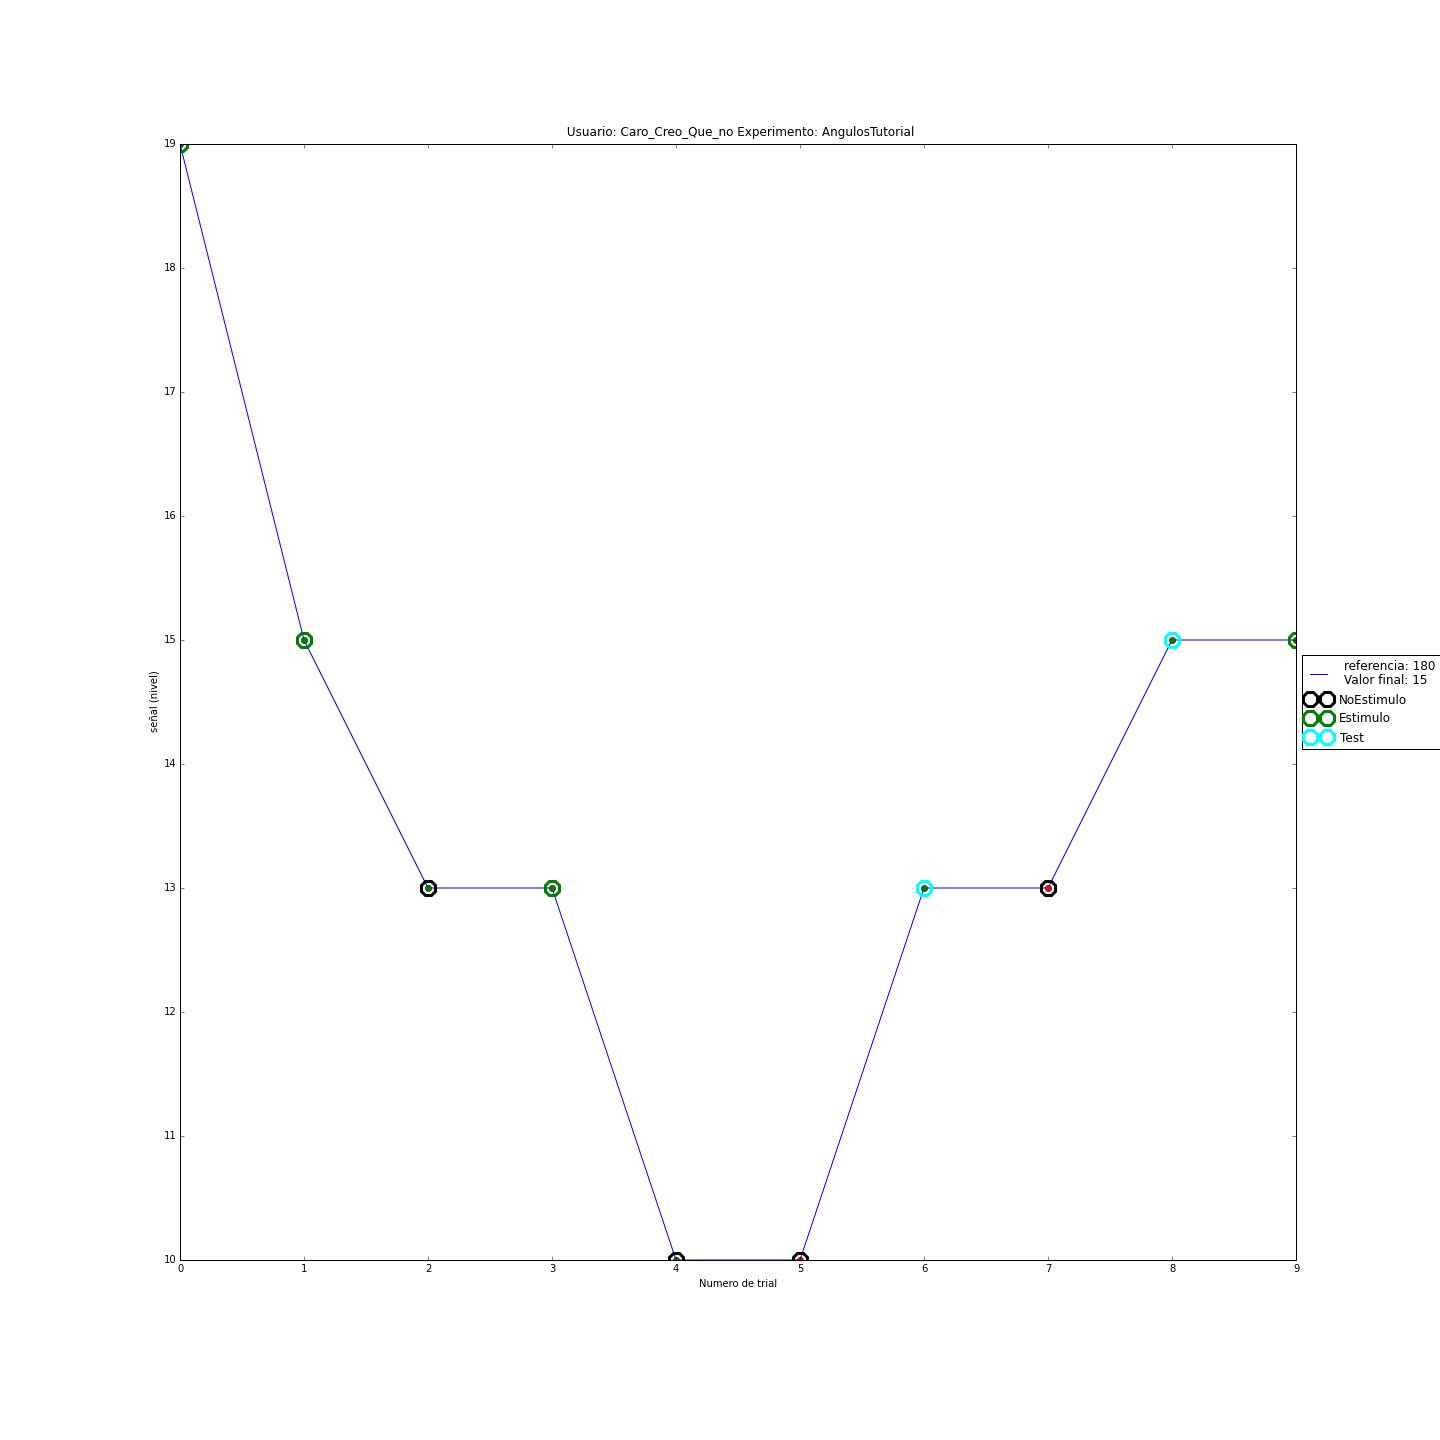 Usuario: Caro_Creo_Que_no Experimento: AngulosTutorial
19
18
17
16
15
14
13
12
11
10
señal (nivel)
0 1 2 3 4 5 6 7 8 9
Numero de trial
referencia: 180
Valor final: 15
NoEstimulo
Estimulo
Test